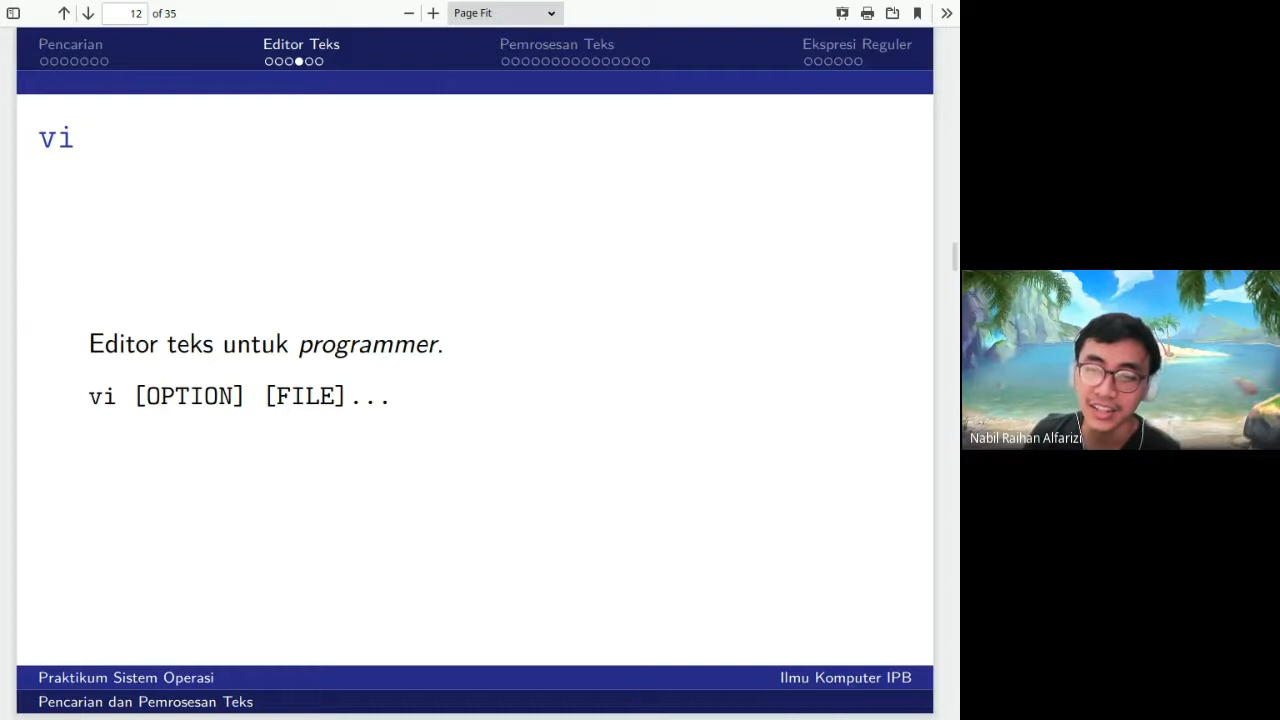 12 of 35
Page Fit
Pencarian
Editor Teks
Pemrosesan Teks
Ekspresi Reguler
vi
Editor teks untuk programmer.
vi [OPTION] [FILE]...
Nabil Raihan Alfarizi
Praktikum Sistem Operasi
Ilmu Komputer IPB
Pencarian dan Pemrosesan Teks